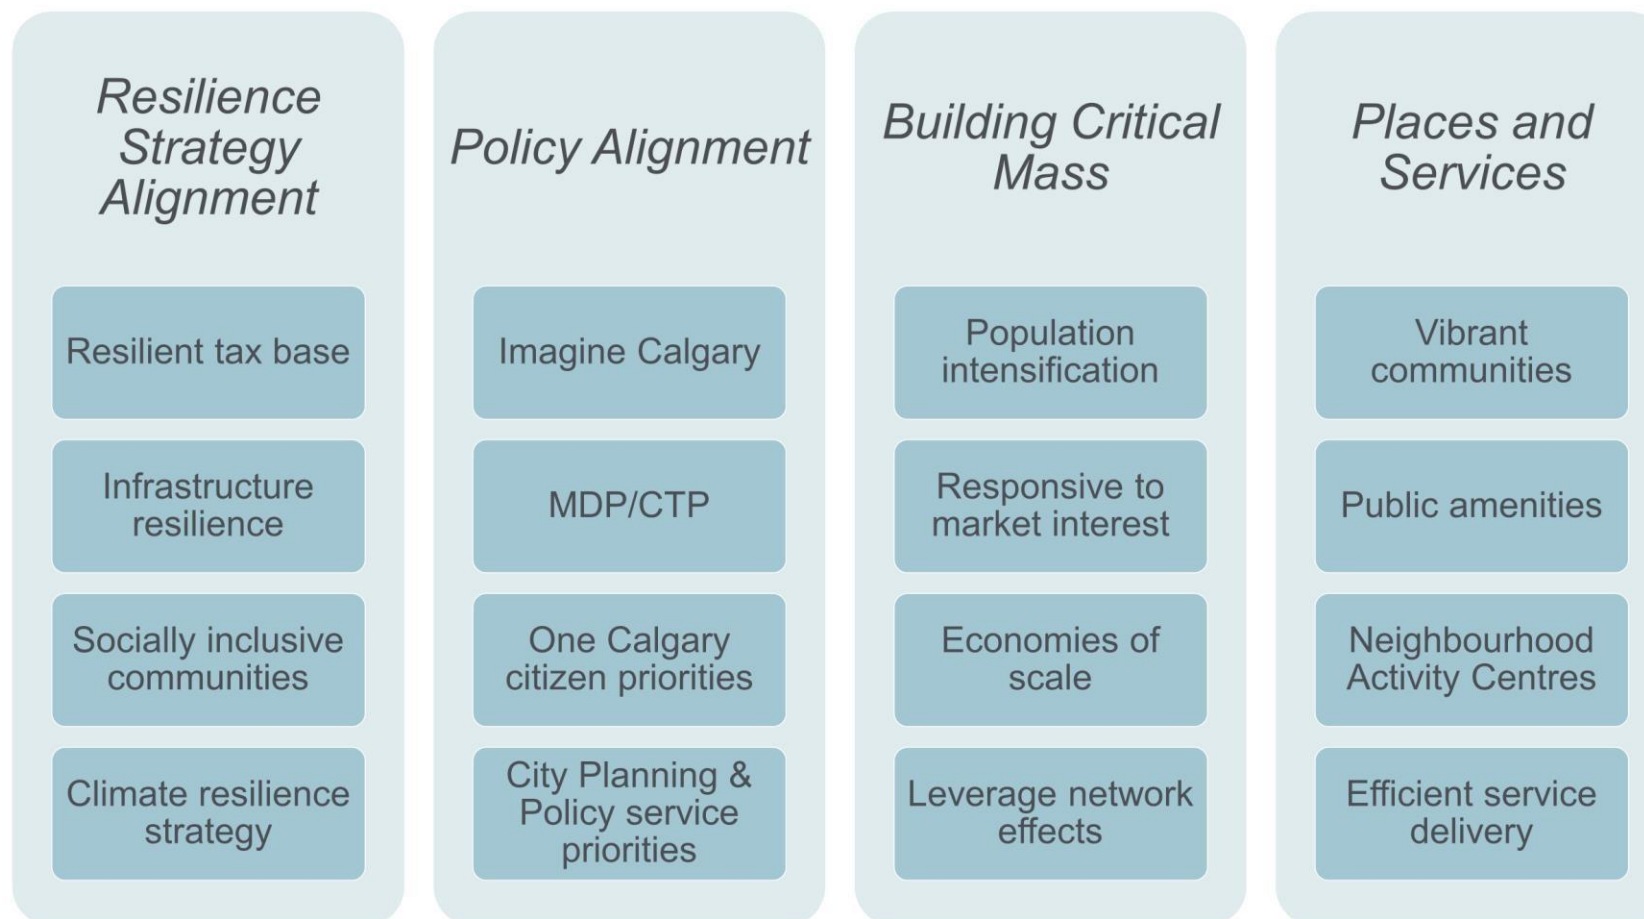 Resilience
Strategy
Alignment
Resilient tax base
Infrastructure
resilience
Socially inclusive
communities
Climate resilience
strategy
Policy Alignment
Imagine Calgary
MDP/CTP
One Calgary
citizen priorities
City Planning &
Policy service
priorities
Building Critical
Mass
Population
intensification
Responsive to
market interest
Economies of
scale
Leverage network
effects
Places and
Services
Vibrant
communities
Public amenities
Neighbourhood
Activity Centres
Efficient service
delivery